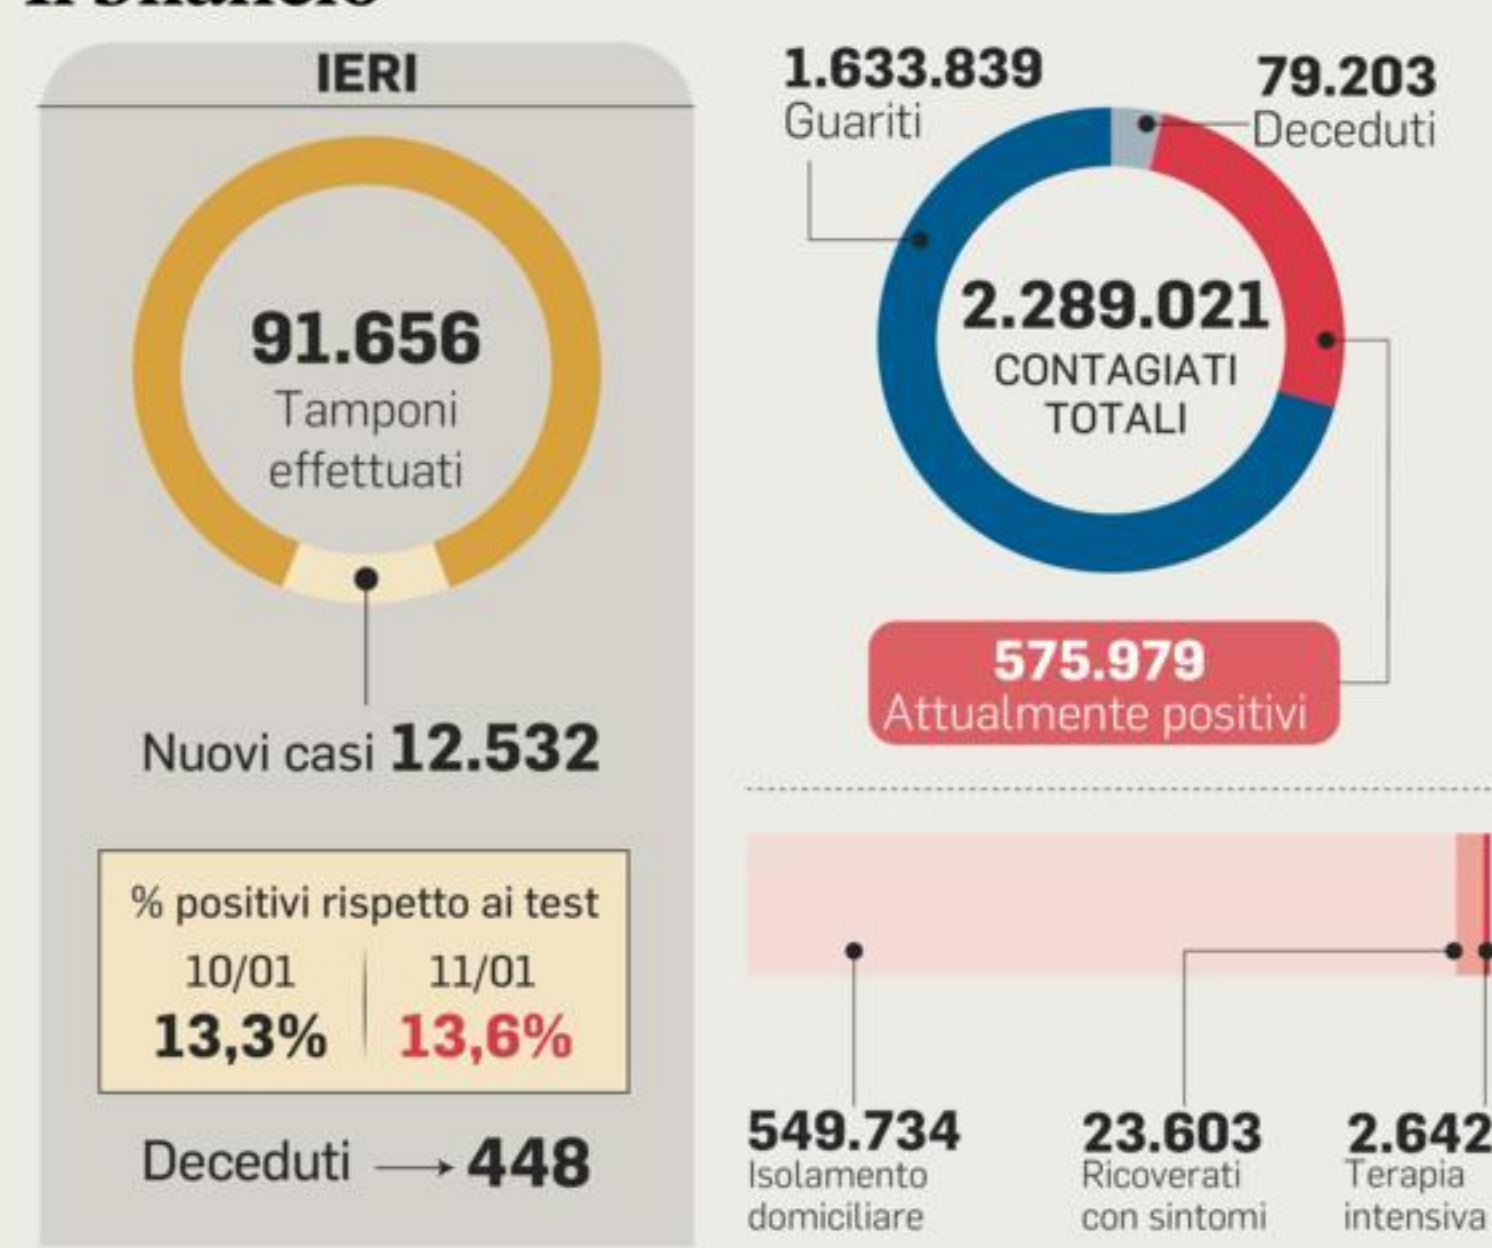 IERI
91.656
Tamponi
effettuati
Nuovi casi 12.532
% positivi rispetto ai test
10/01
13,3%
11/01
13,6%
Deceduti → 448
1.633.839
Guariti
79.203
Deceduti
2.289.021
CONTAGIATI
TOTALI
575.979
Attualmente positivi
549.734
Isolamento
domiciliare
23.603
Ricoverati
con sintomi
2.642
Terapia
intensiva